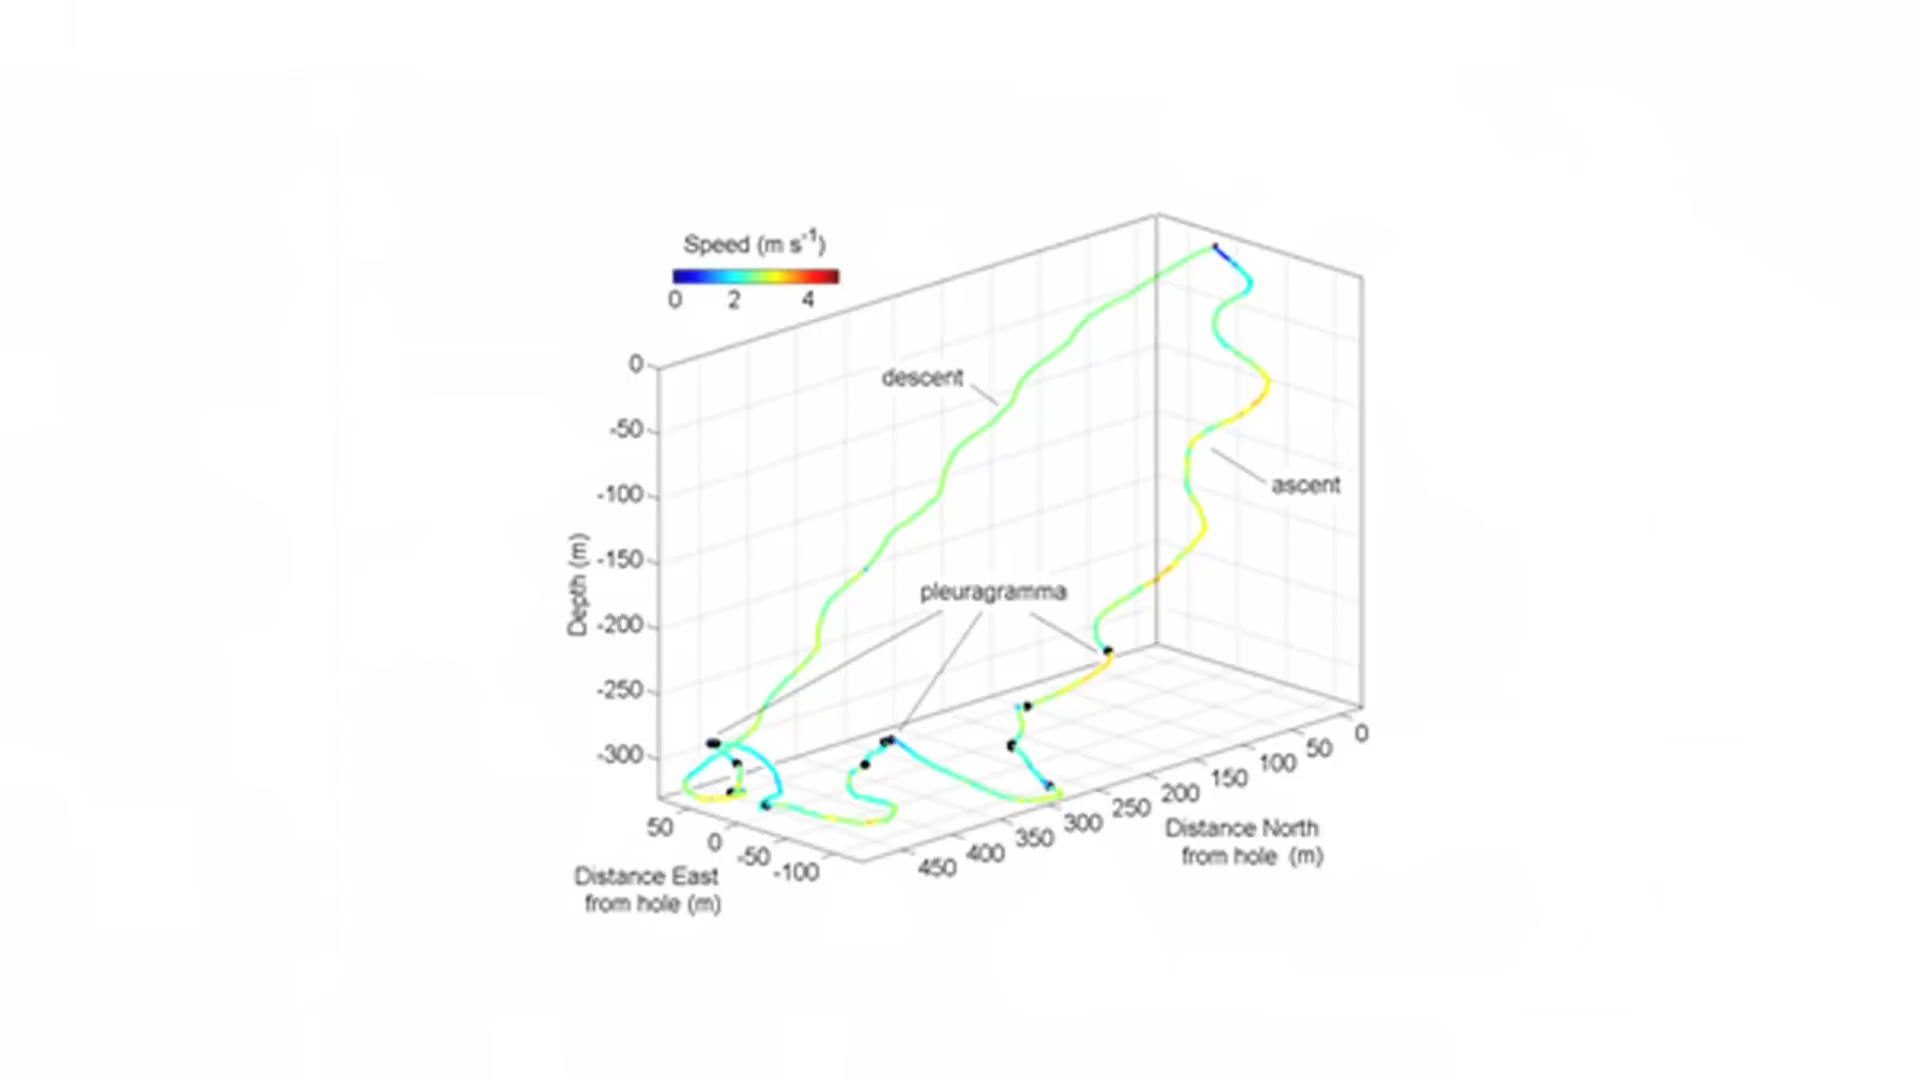 Speed (m s-1)
0 2 4
descent
ascent
pleuragramma
Depth (m)
0
-50
-100
-150
-200
-250
-300
50
0
-50
-100
Distance East
from hole (m)
450
400
350
300
250
200
150
100
50
0
Distance North
from hole (m)